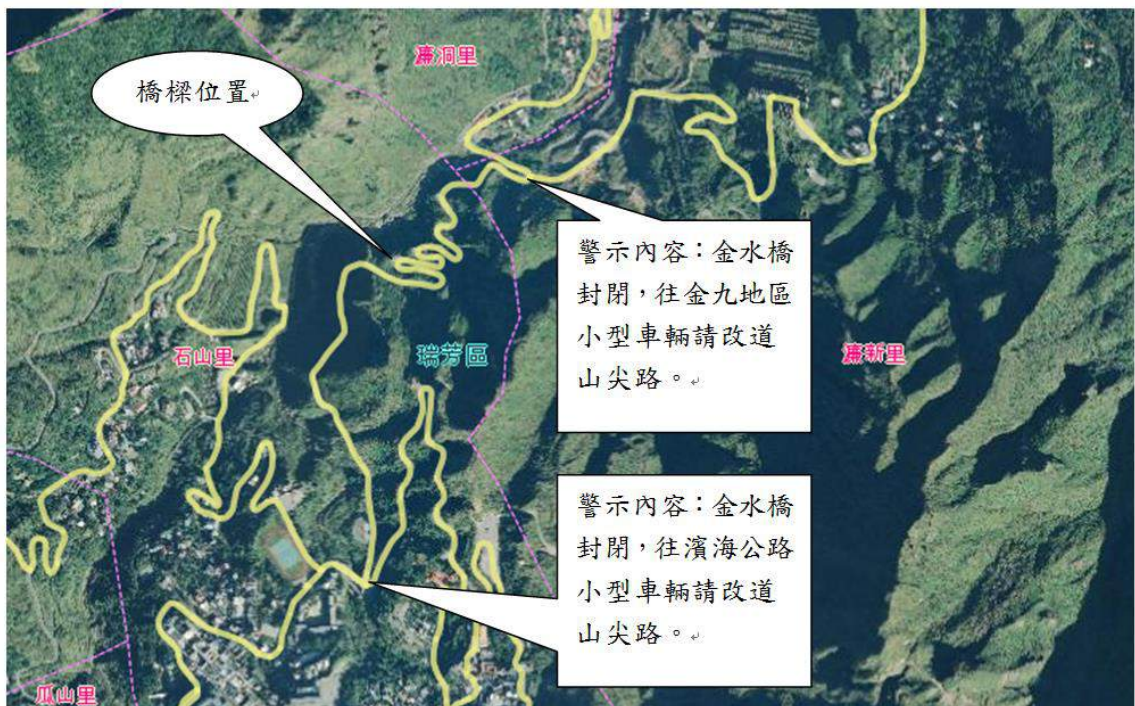 濂洞里
橋樑位置
警示內容：金水橋
封閉，往金九地區
小型車輛請改道
山尖路。
石山里
瑞芳區
濂新里
警示內容：金水橋
封閉，往濱海公路
小型車輛請改道
山尖路。
瓜山里